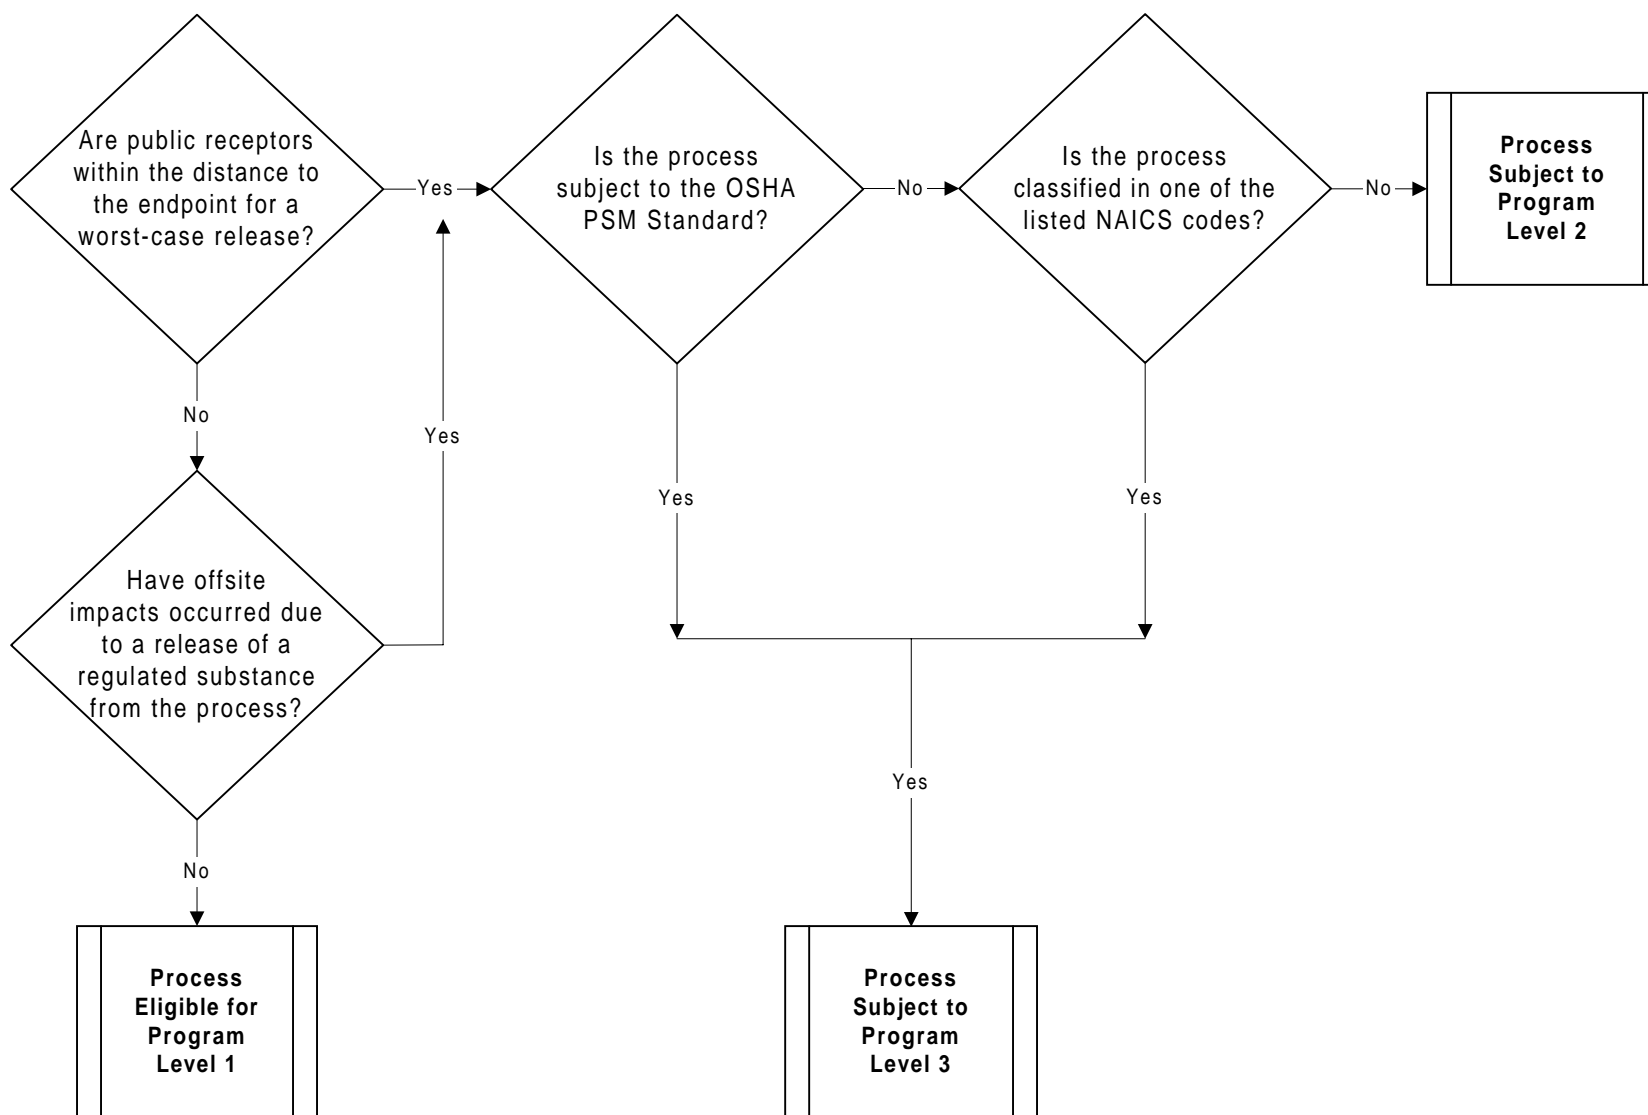 Are public receptors
within the distance to
the endpoint for a
worst-case release?
Yes
Is the process
subject to the OSHA
PSM Standard?
No
Is the process
classified in one of the
listed NAICS codes?
No
Process
Subject to
Program
Level 2
No
Yes
Yes
Yes
Have offsite
impacts occurred due
to a release of a
regulated substance
from the process?
Yes
No
Process
Eligible for
Program
Level 1
Process
Subject to
Program
Level 3